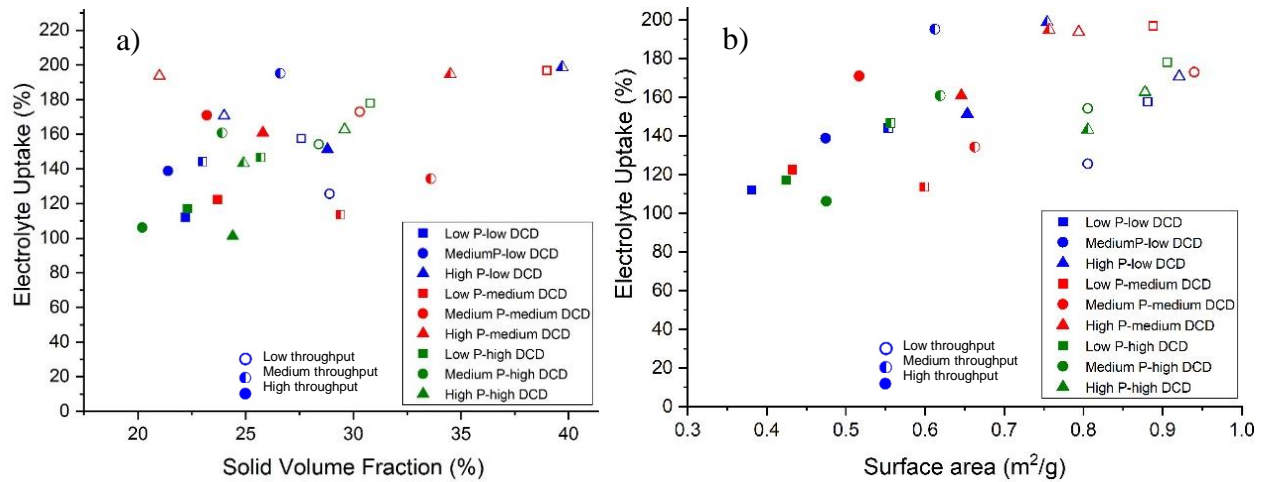 a)
Electrolyte Uptake (%)
220
200
180
160
140
120
100
80
60
40
20
0
20
25
30
35
40
Solid Volume Fraction (%)
Low P-low DCD
MediumP-low DCD
High P-low DCD
Low P-medium DCD
Medium P-medium DCD
High P-medium DCD
Low P-high DCD
Medium P-high DCD
High P-high DCD
Low throughput
Medium throughput
High throughput
b)
Electrolyte Uptake (%)
200
180
160
140
120
100
80
60
40
20
0
0.3
0.4
0.5
0.6
0.7
0.8
0.9
1.0
Surface area (m²/g)
Low P-low DCD
MediumP-low DCD
High P-low DCD
Low P-medium DCD
Medium P-medium DCD
High P-medium DCD
Low P-high DCD
Medium P-high DCD
High P-high DCD
Low throughput
Medium throughput
High throughput